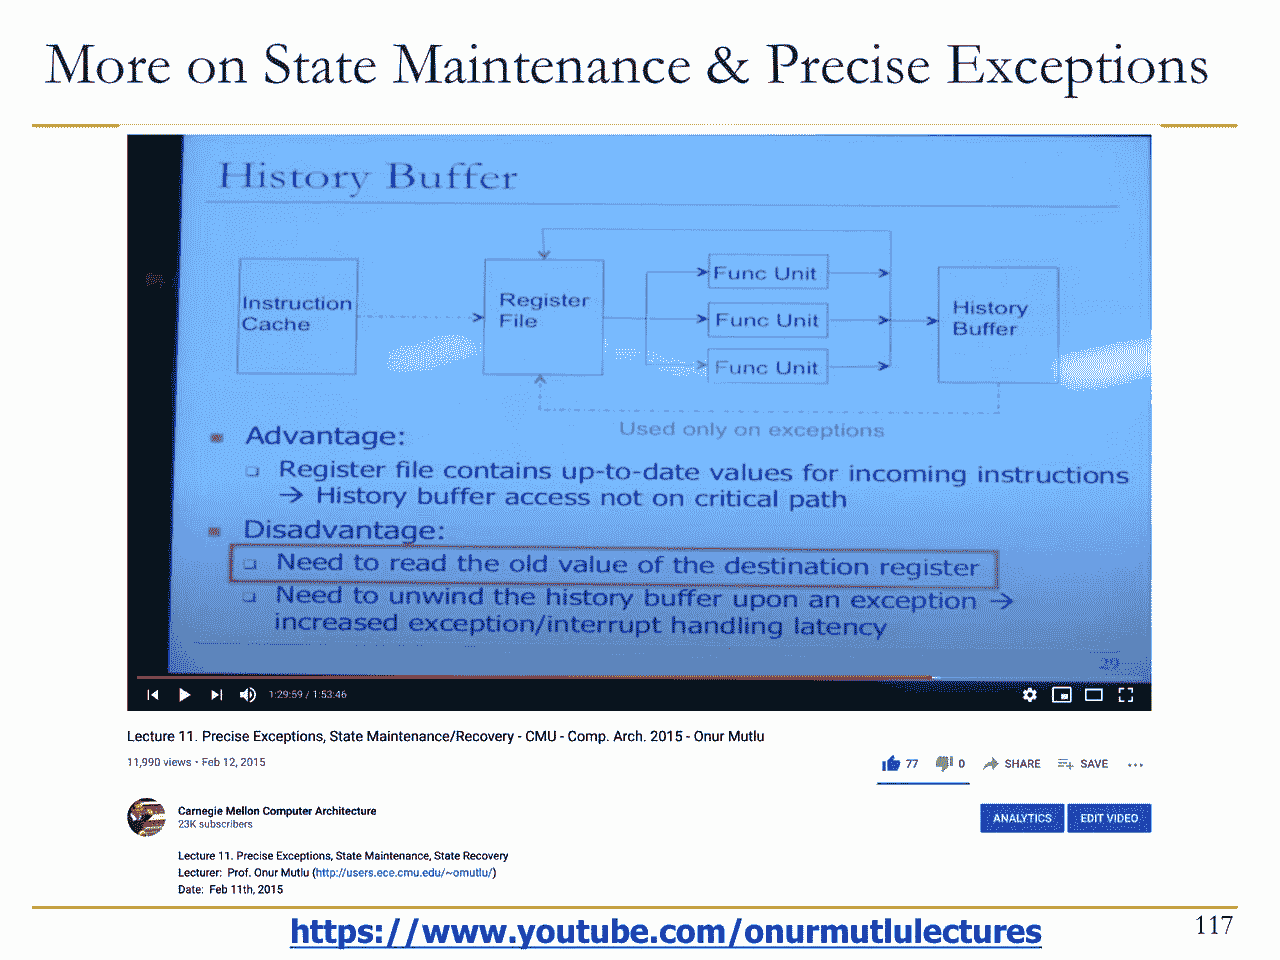 More on State Maintenance & Precise Exceptions
History Buffer
Instruction
Cache
Register
File
Func Unit
Func Unit
Func Unit
History
Buffer
Used only on exceptions
Advantage:
Register file contains up-to-date values for incoming instructions
→ History buffer access not on critical path
Disadvantage:
Need to read the old value of the destination register
Need to unwind the history buffer upon an exception →
increased exception/interrupt handling latency
29
1:29:59 / 1:53:46
Lecture 11. Precise Exceptions, State Maintenance/Recovery - CMU - Comp. Arch. 2015 - Onur Mutlu
11,990 views • Feb 12, 2015
77 0 SHARE SAVE
Carnegie Mellon Computer Architecture
23K subscribers
ANALYTICS EDIT VIDEO
Lecture 11. Precise Exceptions, State Maintenance, State Recovery
Lecturer: Prof. Onur Mutlu (http://users.ece.cmu.edu/~omutlu/)
Date: Feb 11th, 2015
https://www.youtube.com/onurmutlulectures
117